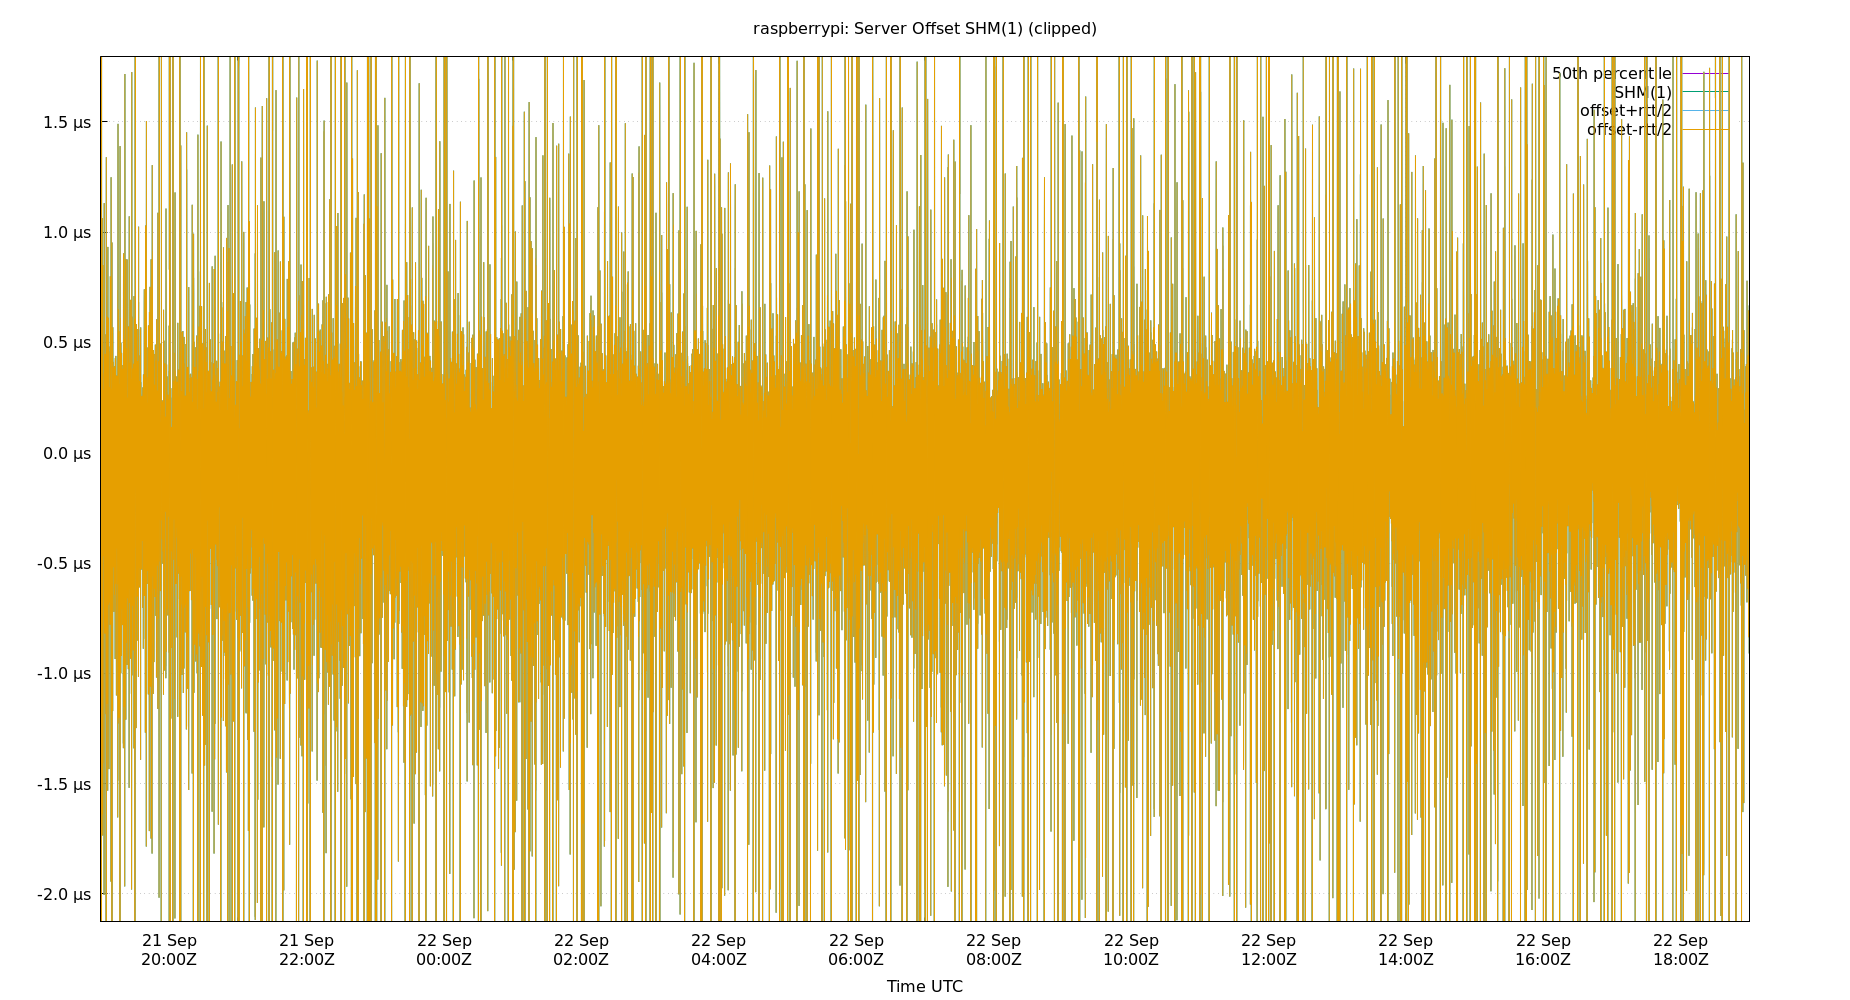 raspberrypi: Server Offset SHM(1) (clipped)
50th percentile
SHM(1)
offset+rtt/2
offset-rtt/2
1.5 µs
1.0 µs
0.5 µs
0.0 µs
-0.5 µs
-1.0 µs
-1.5 µs
-2.0 µs
21 Sep 21 Sep 22 Sep 22 Sep 22 Sep 22 Sep 22 Sep 22 Sep 22 Sep 22 Sep 22 Sep 22 Sep
20:00Z 22:00Z 00:00Z 02:00Z 04:00Z 06:00Z 08:00Z 10:00Z 12:00Z 14:00Z 16:00Z 18:00Z
Time UTC